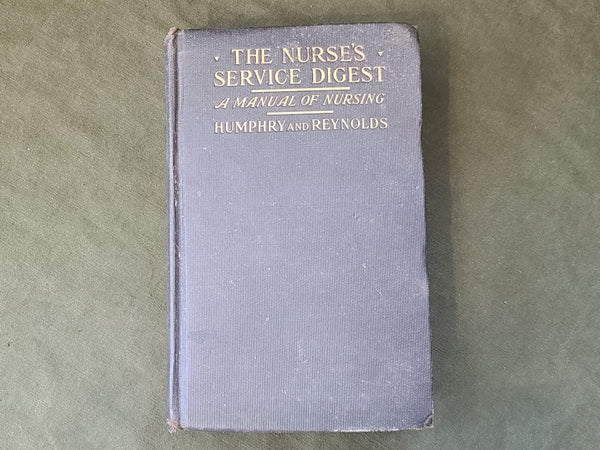 THE NURSE'S
SERVICE DIGEST
A MANUAL OF NURSING
HUMPHRY AND REYNOLDS